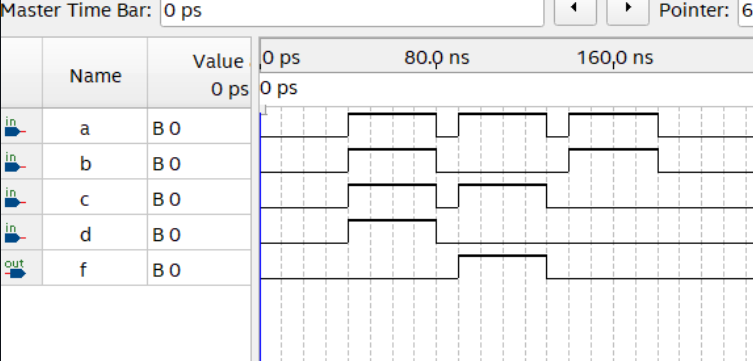 Master Time Bar: 0 ps Pointer: 6
Name Value 0 ps
0 ps 80.0 ns 160.0 ns
0 ps
in a B 0
in b B 0
in c B 0
in d B 0
out f B 0